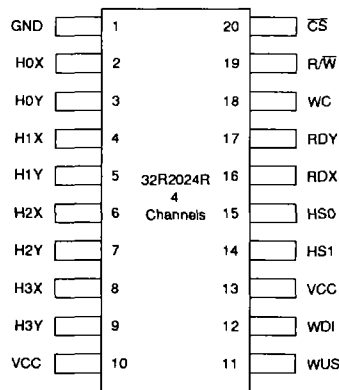 GND 1 20 C̅S̅
H0X 2 19 R/W̅
H0Y 3 18 WC
H1X 4 17 RDY
H1Y 5 16 RDX
32R2024R
4
Channels
H2X 6 15 HS0
H2Y 7 14 HS1
H3X 8 13 VCC
H3Y 9 12 WDI
VCC 10 11 WUS